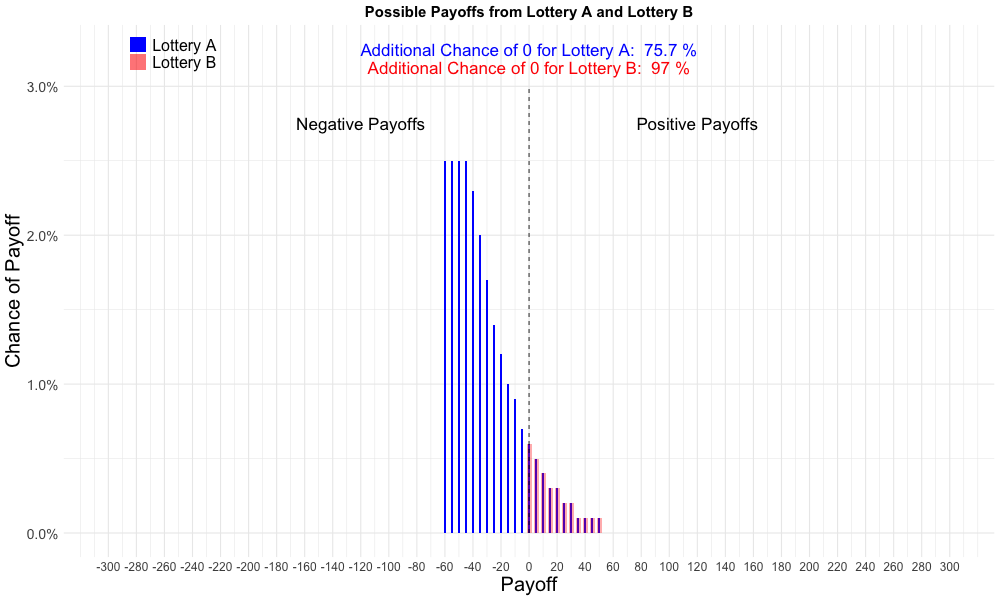 Possible Payoffs from Lottery A and Lottery B
Lottery A
Lottery B
Additional Chance of 0 for Lottery A: 75.7 %
Additional Chance of 0 for Lottery B: 97 %
Negative Payoffs
Positive Payoffs
Chance of Payoff
3.0%
2.0%
1.0%
0.0%
-300 -280 -260 -240 -220 -200 -180 -160 -140 -120 -100 -80 -60 -40 -20 0 20 40 60 80 100 120 140 160 180 200 220 240 260 280 300
Payoff